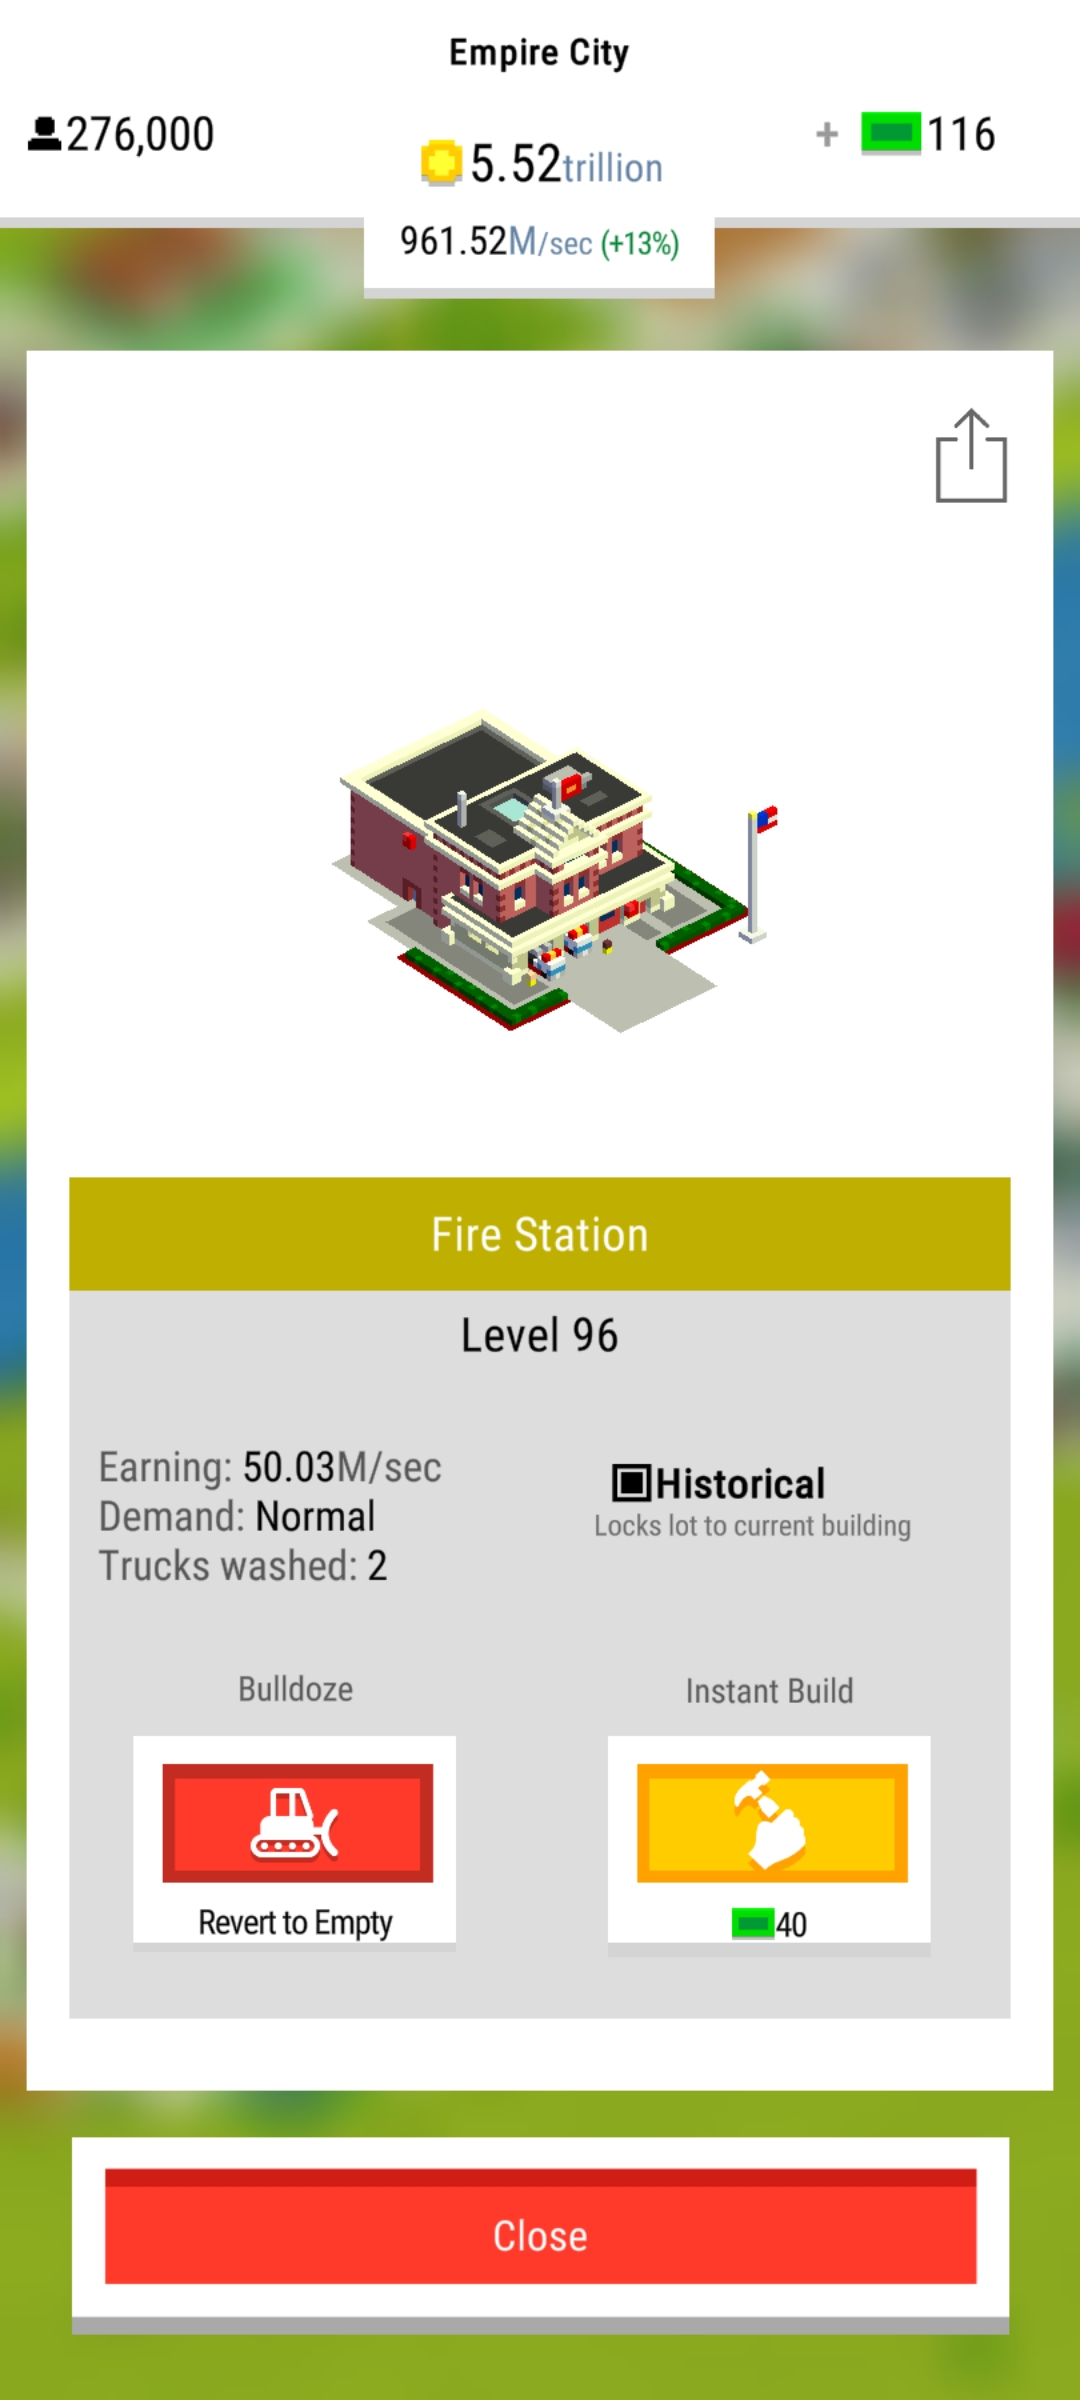 Empire City
276,000
5.52trillion
+ 116
961.52M/sec (+13%)
Fire Station
Level 96
Earning: 50.03M/sec
Demand: Normal
Trucks washed: 2
Historical
Locks lot to current building
Bulldoze
Instant Build
Revert to Empty
40
Close